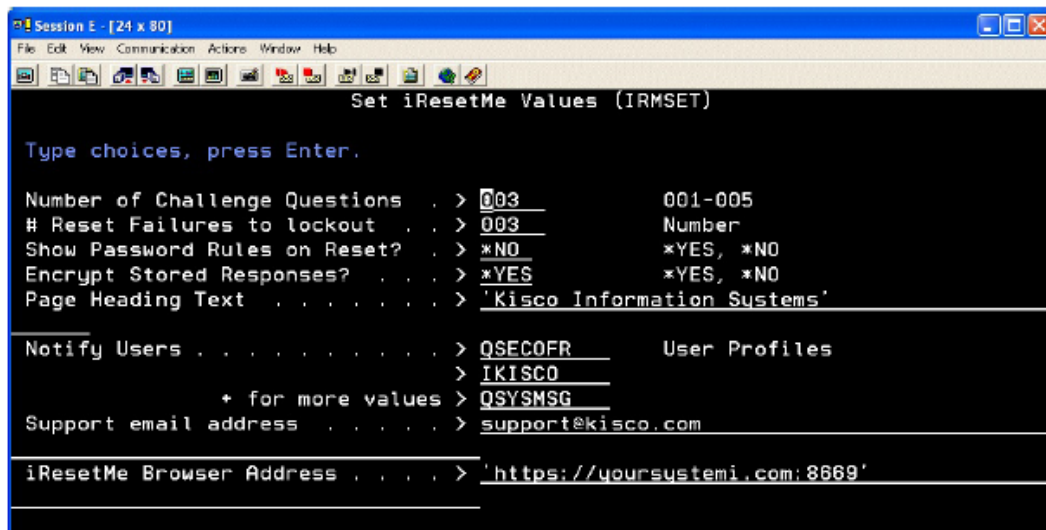 Session E - [24 x 80]
File Edit View Communication Actions Window Help
Set iResetMe Values (IRMSET)
Type choices, press Enter.
Number of Challenge Questions . > 003 001-005
# Reset Failures to lockout . . > 003 Number
Show Password Rules on Reset? . > *NO *YES, *NO
Encrypt Stored Responses? . . . > *YES *YES, *NO
Page Heading Text . . . . . . . > 'Kisco Information Systems'
Notify Users . . . . . . . . . . > QSECOFR User Profiles
> IKISCO
+ for more values > QSYSMSG
Support email address . . . . . > support@kisco.com
iResetMe Browser Address . . . . > 'https://yoursystemi.com:8669'